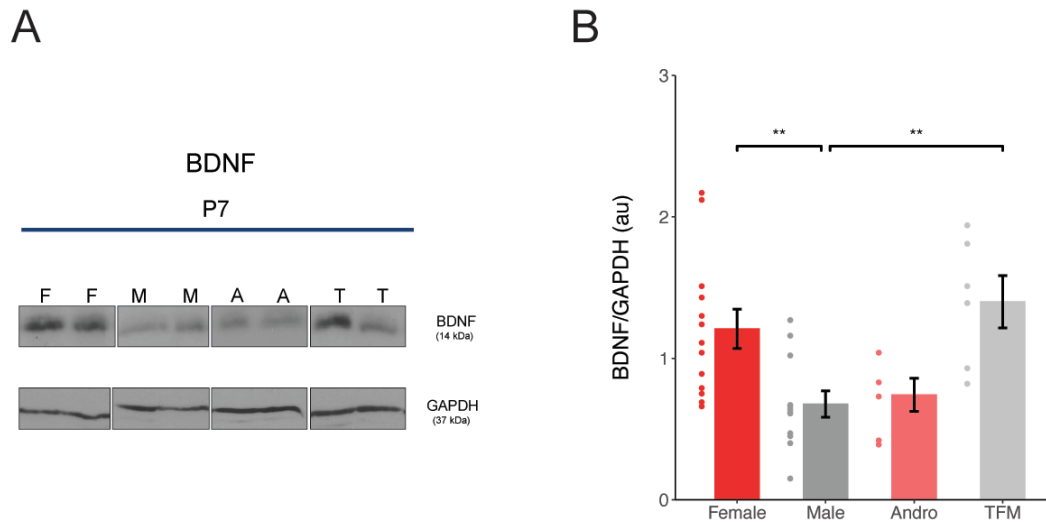 A
BDNF
P7
F F M M A A T T
BDNF
(14 kDa)
GAPDH
(37 kDa)
B
BDNF/GAPDH (au)
3
2
1
0
**
**
Female Male Andro TFM